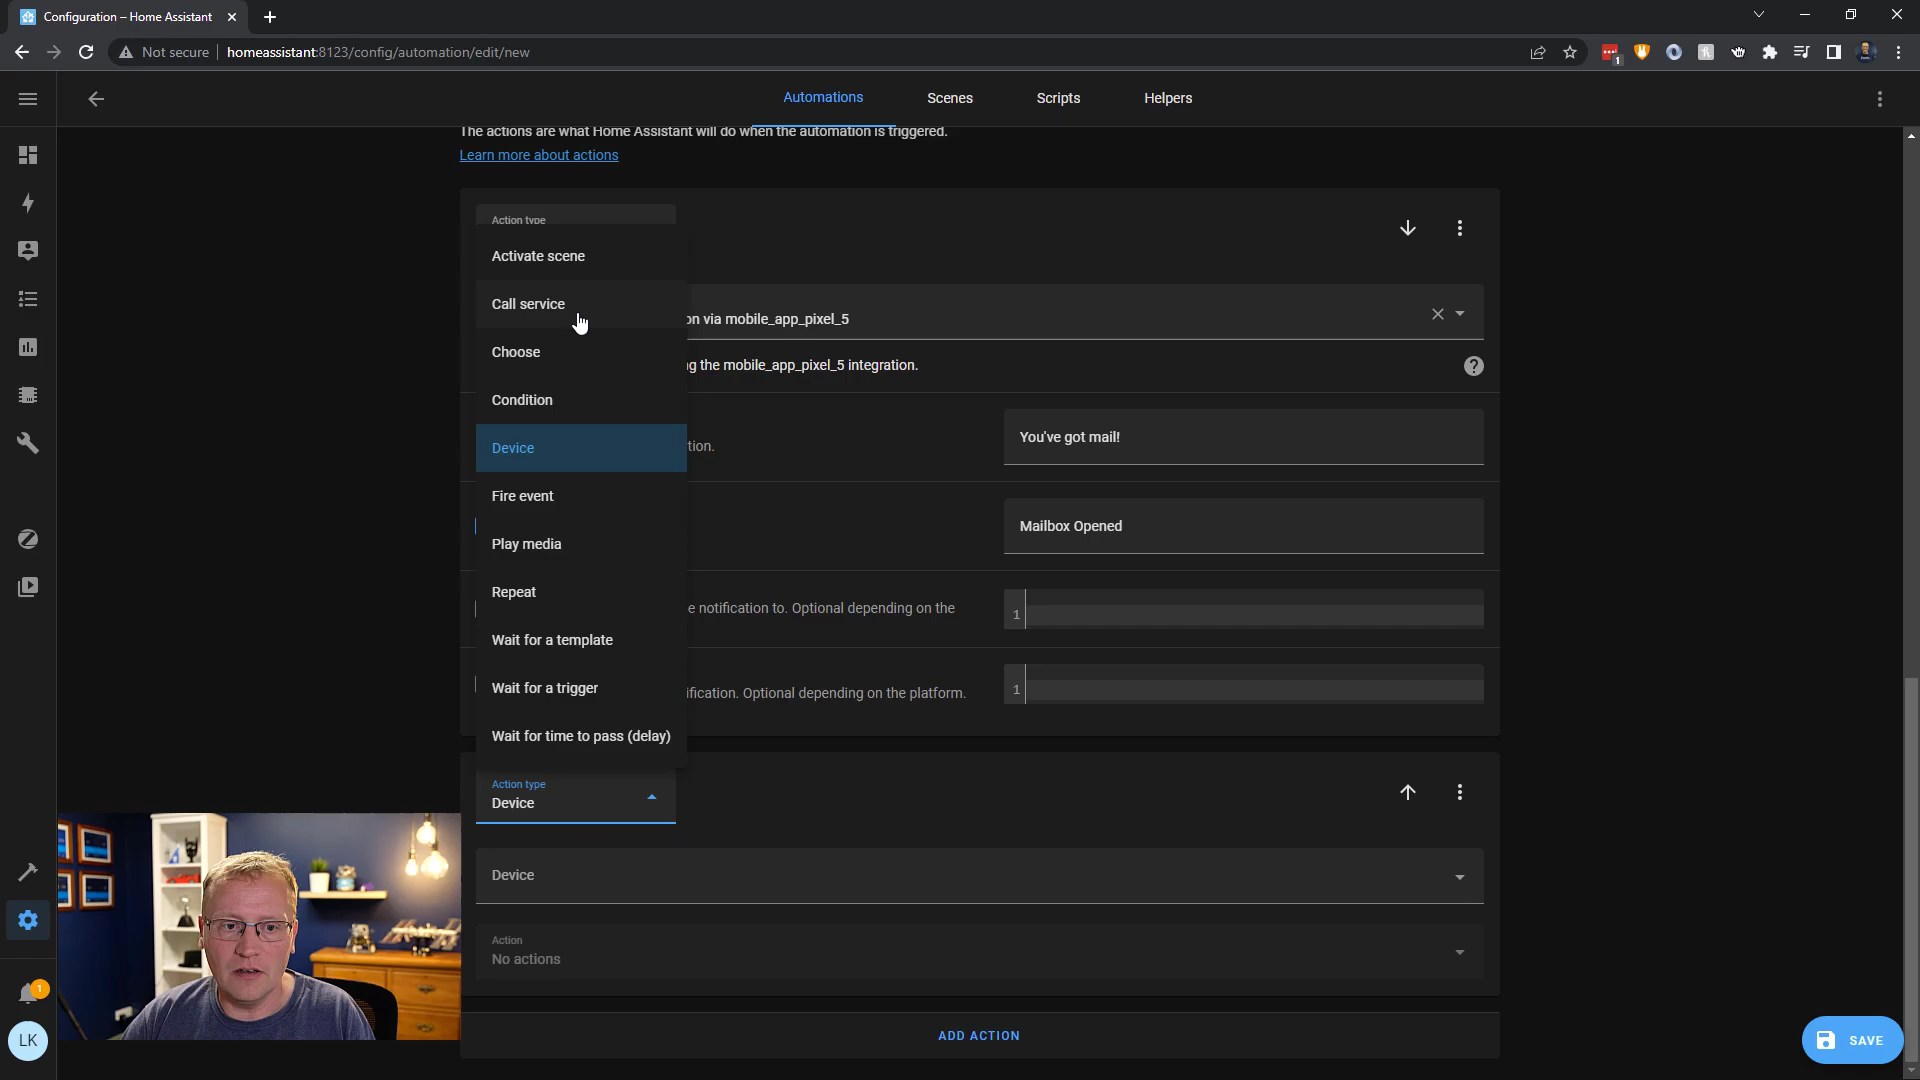 Configuration – Home Assistant
Not secure
homeassistant:8123/config/automation/edit/new
1
Automations
Scenes
Scripts
Helpers
The actions are what Home Assistant will do when the automation is triggered.
Learn more about actions
Action type
Activate scene
Call service
on via mobile_app_pixel_5
Choose
the mobile_app_pixel_5 integration.
Condition
You've got mail!
Device
Fire event
Mailbox Opened
Play media
Repeat
notification to. Optional depending on the
1
Wait for a template
Wait for a trigger
Optional depending on the platform.
1
Wait for time to pass (delay)
Action type
Device
Device
Action
No actions
1
LK
ADD ACTION
SAVE